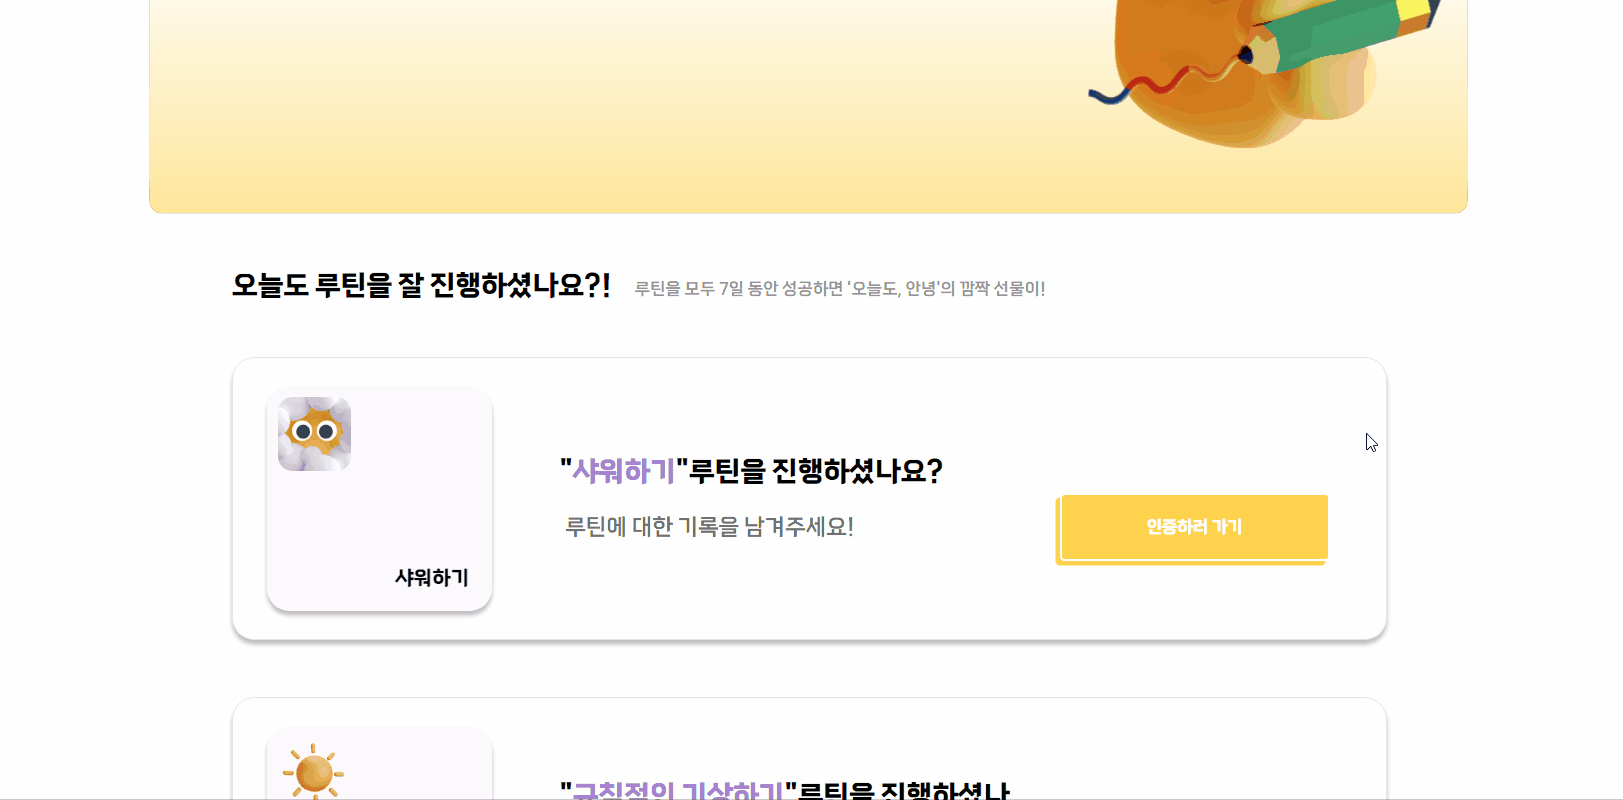 오늘도 루틴을 잘 진행하셨나요?! 루틴을 모두 7일 동안 성공하면 '오늘도, 안녕'의 깜짝 선물이!
"샤워하기"루틴을 진행하셨나요?
루틴에 대한 기록을 남겨주세요!
인증하러 가기
샤워하기
"규칙적인 기상하기"루틴을 진행하셨나